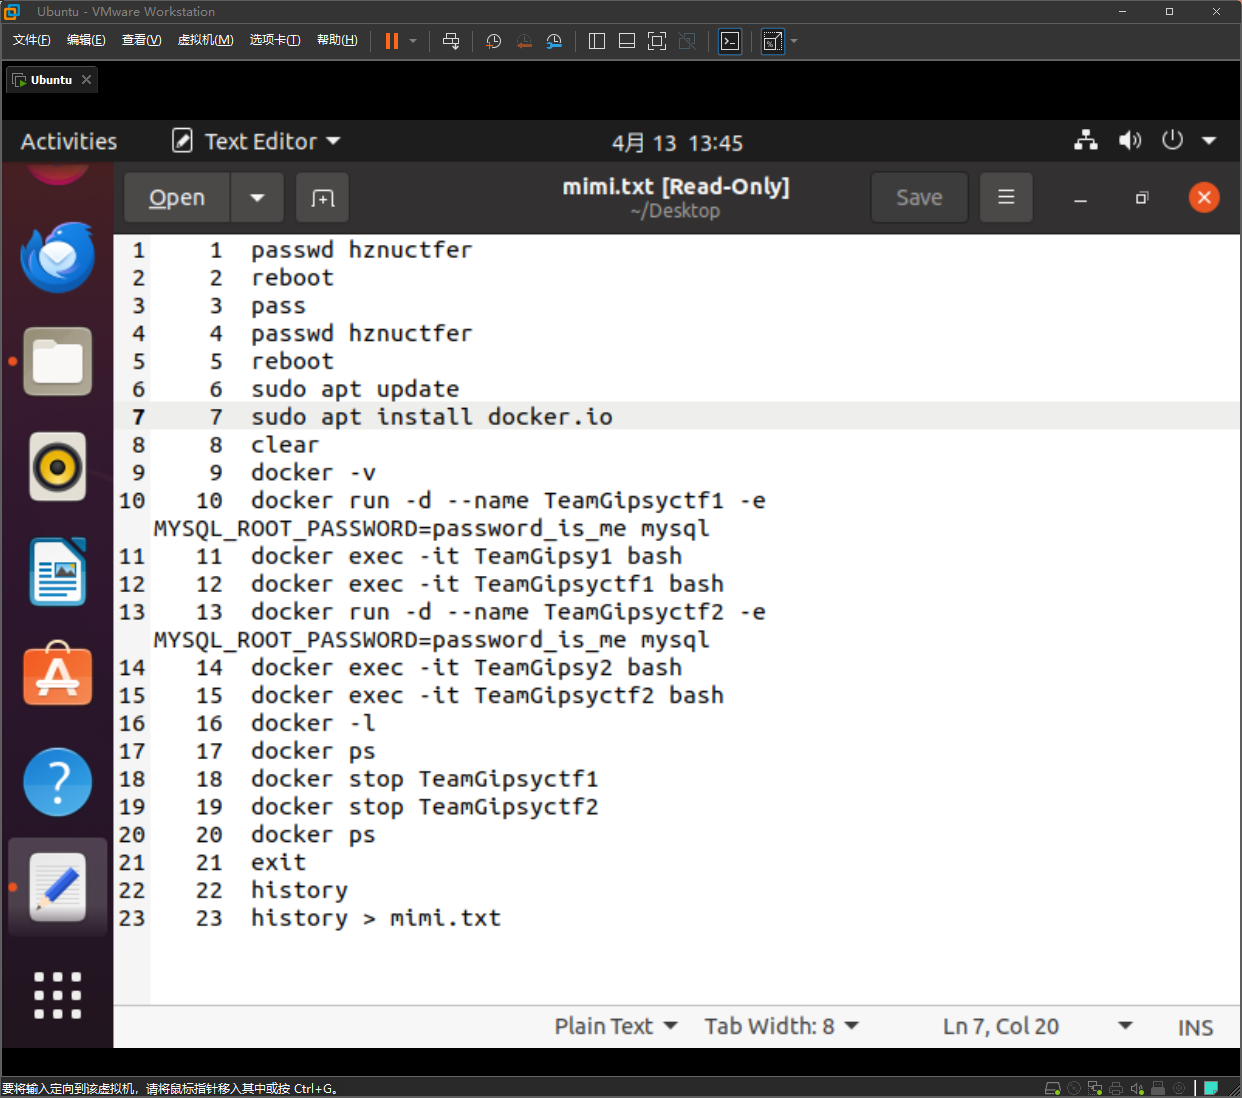 Ubuntu - VMware Workstation
文件(F) 编辑(E) 查看(V) 虚拟机(M) 选项卡(T) 帮助(H)
Ubuntu
Activities Text Editor 4月 13 13:45
Open mimi.txt [Read-Only] Save
~/Desktop
1 1 passwd hznuctfer
2 2 reboot
3 3 pass
4 4 passwd hznuctfer
5 5 reboot
6 6 sudo apt update
7 7 sudo apt install docker.io
8 8 clear
9 9 docker -v
10 10 docker run -d --name TeamGipsyctf1 -e
MYSQL_ROOT_PASSWORD=password_is_me mysql
11 11 docker exec -it TeamGipsy1 bash
12 12 docker exec -it TeamGipsyctf1 bash
13 13 docker run -d --name TeamGipsyctf2 -e
MYSQL_ROOT_PASSWORD=password_is_me mysql
14 14 docker exec -it TeamGipsy2 bash
15 15 docker exec -it TeamGipsyctf2 bash
16 16 docker -l
17 17 docker ps
18 18 docker stop TeamGipsyctf1
19 19 docker stop TeamGipsyctf2
20 20 docker ps
21 21 exit
22 22 history
23 23 history > mimi.txt
Plain Text Tab Width: 8 Ln 7, Col 20 INS
要将输入定向到该虚拟机，请将鼠标指针移入其中或按 Ctrl+G。